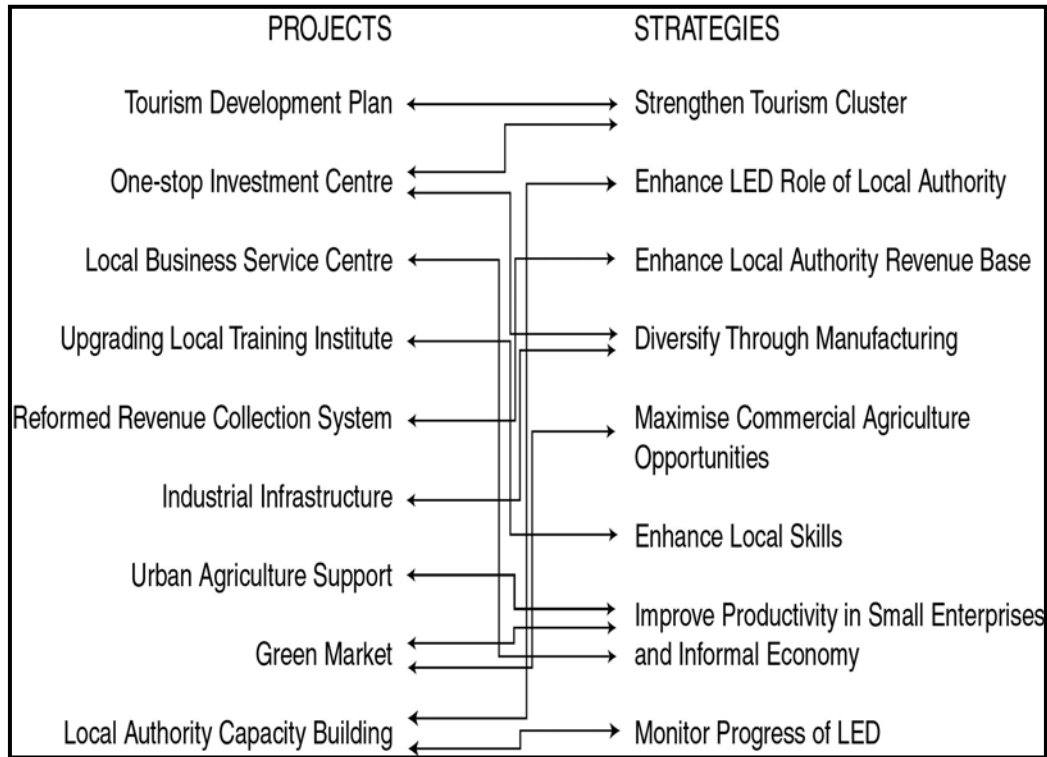 PROJECTS
STRATEGIES
Tourism Development Plan
Strengthen Tourism Cluster
One-stop Investment Centre
Enhance LED Role of Local Authority
Local Business Service Centre
Enhance Local Authority Revenue Base
Upgrading Local Training Institute
Diversify Through Manufacturing
Reformed Revenue Collection System
Maximise Commercial Agriculture
Opportunities
Industrial Infrastructure
Enhance Local Skills
Urban Agriculture Support
Improve Productivity in Small Enterprises
and Informal Economy
Green Market
Local Authority Capacity Building
Monitor Progress of LED